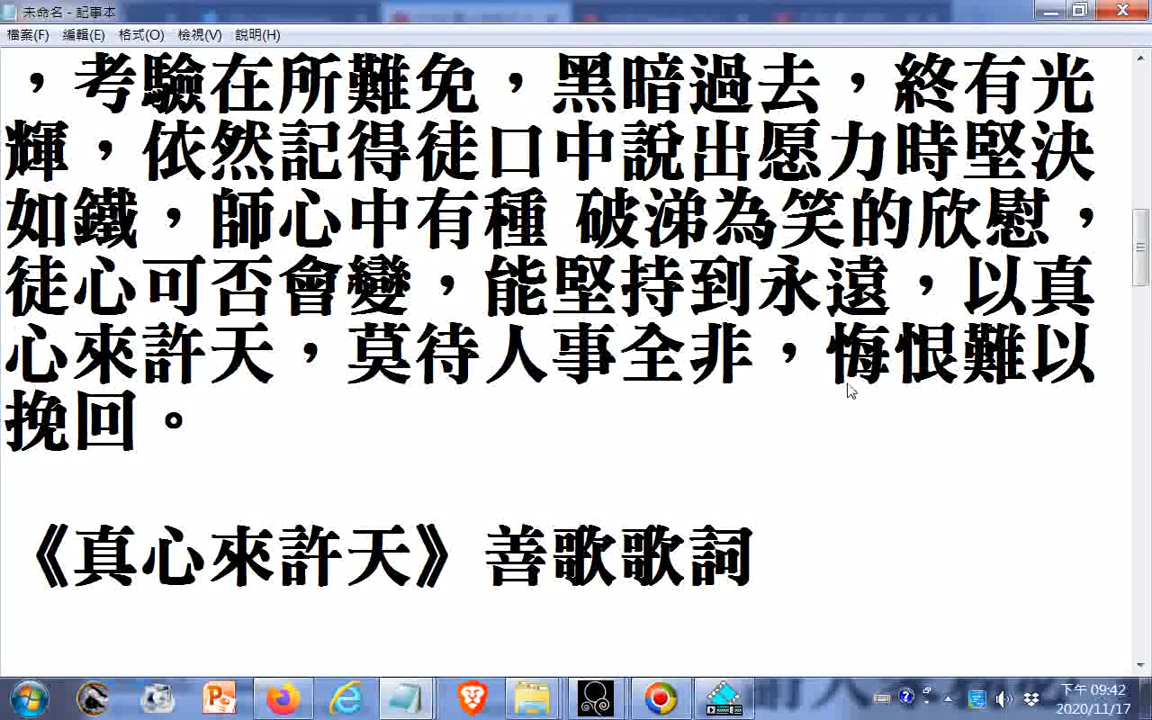 未命名 - 記事本
檔案(F) 編輯(E) 格式(O) 檢視(V) 說明(H)
，考驗在所難免，黑暗過去，終有光
輝，依然記得徒口中說出愿力時堅決
如鐵，師心中有種 破涕為笑的欣慰，
徒心可否會變，能堅持到永遠，以真
心來許天，莫待人事全非，悔恨難以
挽回。
《真心來許天》善歌歌詞
下午 09:42
2020/11/17